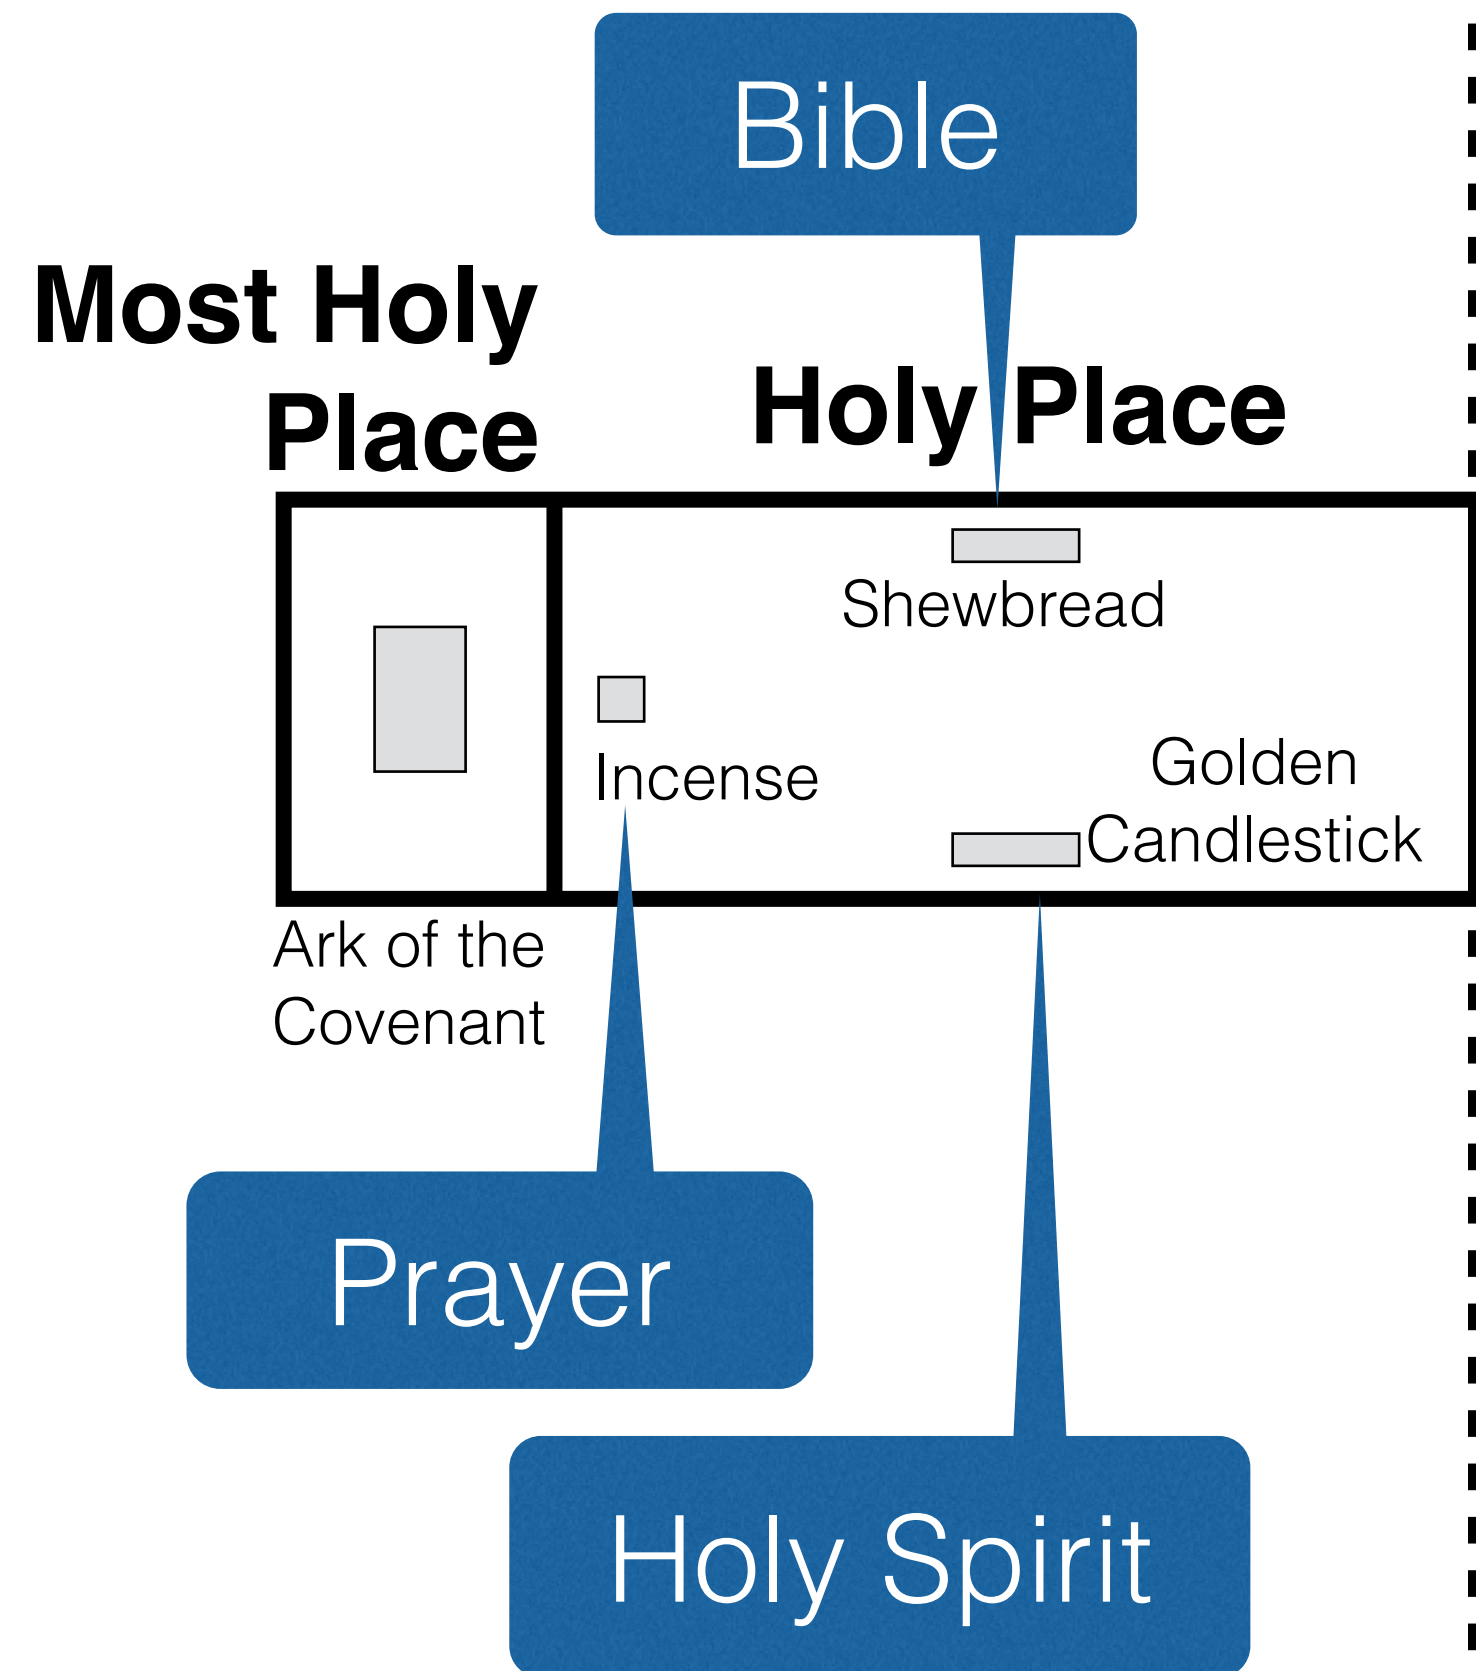 Bible
Most Holy
Place
Holy Place
Shewbread
Incense
Golden
Candlestick
Ark of the
Covenant
Prayer
Holy Spirit